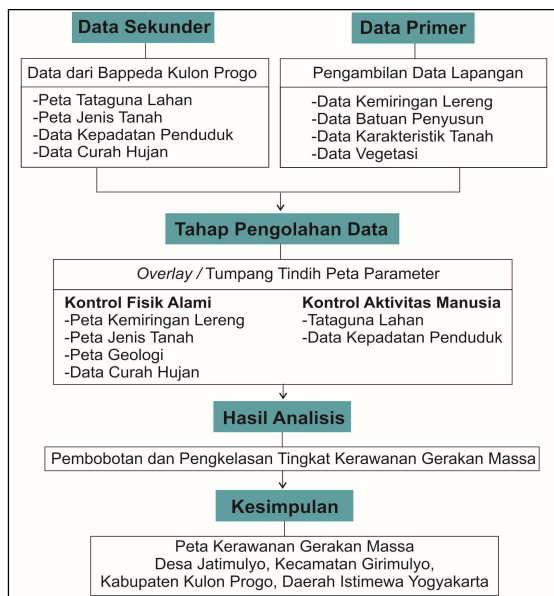 Data Sekunder
Data dari Bappeda Kulon Progo
-Peta Tataguna Lahan
-Peta Jenis Tanah
-Data Kepadatan Penduduk
-Data Curah Hujan
Data Primer
Pengambilan Data Lapangan
-Data Kemiringan Lereng
-Data Batuan Penyusun
-Data Karakteristik Tanah
-Data Vegetasi
Tahap Pengolahan Data
Overlay / Tumpang Tindih Peta Parameter
Kontrol Fisik Alami
-Peta Kemiringan Lereng
-Peta Jenis Tanah
-Peta Geologi
-Data Curah Hujan
Kontrol Aktivitas Manusia
-Tataguna Lahan
-Data Kepadatan Penduduk
Hasil Analisis
Pembobotan dan Pengkelasan Tingkat Kerawanan Gerakan Massa
Kesimpulan
Peta Kerawanan Gerakan Massa
Desa Jatimulyo, Kecamatan Girimulyo,
Kabupaten Kulon Progo, Daerah Istimewa Yogyakarta